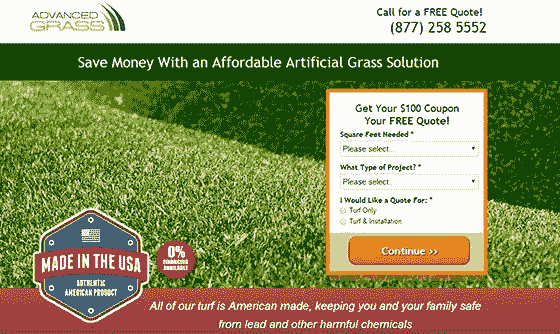 ADVANCED
GRASS
Call for a FREE Quote!
(877) 258 5552
Save Money With an Affordable Artificial Grass Solution
Get Your $100 Coupon
Your FREE Quote!
Square Feet Needed *
Please select...
What Type of Project? *
Please select...
I Would Like a Quote For: *
Turf Only
Turf & Installation
Continue >>
MADE IN THE USA
AUTHENTIC
AMERICAN PRODUCT
0%
FINANCING
AVAILABLE
All of our turf is American made, keeping you and your family safe
from lead and other harmful chemicals